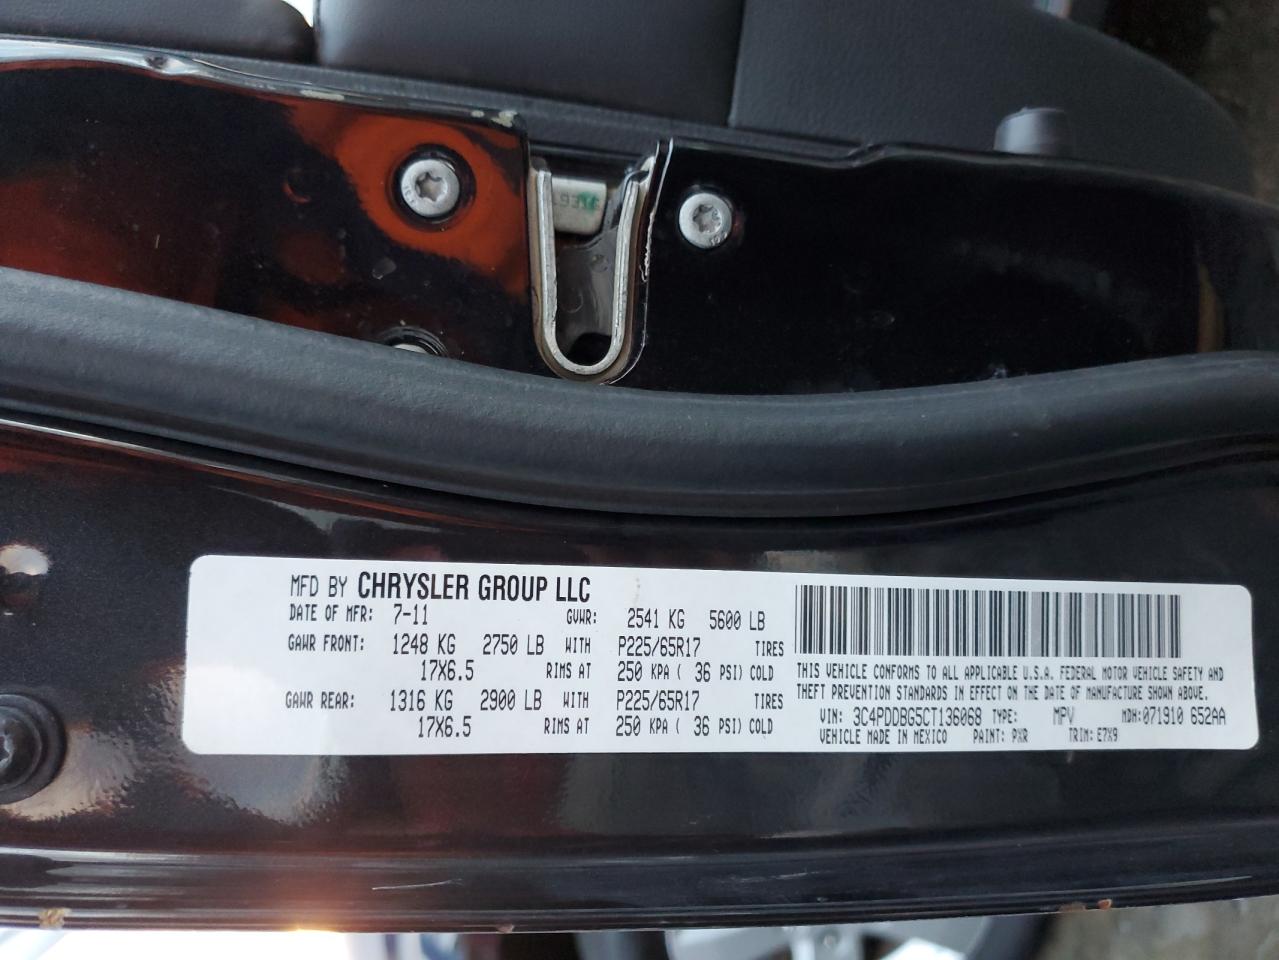 MFD BY CHRYSLER GROUP LLC
DATE OF MFR: 7-11 GVWR: 2541 KG 5600 LB
GAWR FRONT: 1248 KG 2750 LB WITH P225/65R17 TIRES
17X6.5 RIMS AT 250 KPA ( 36 PSI) COLD
GAWR REAR: 1316 KG 2900 LB WITH P225/65R17 TIRES
17X6.5 RIMS AT 250 KPA ( 36 PSI) COLD
THIS VEHICLE CONFORMS TO ALL APPLICABLE U.S.A. FEDERAL MOTOR VEHICLE SAFETY AND
THEFT PREVENTION STANDARDS IN EFFECT ON THE DATE OF MANUFACTURE SHOWN ABOVE.
VIN: 3C4PDDBG5CT136068 TYPE: MPV MDH:071910 652AA
VEHICLE MADE IN MEXICO PAINT: PXR TRIM: E7X9